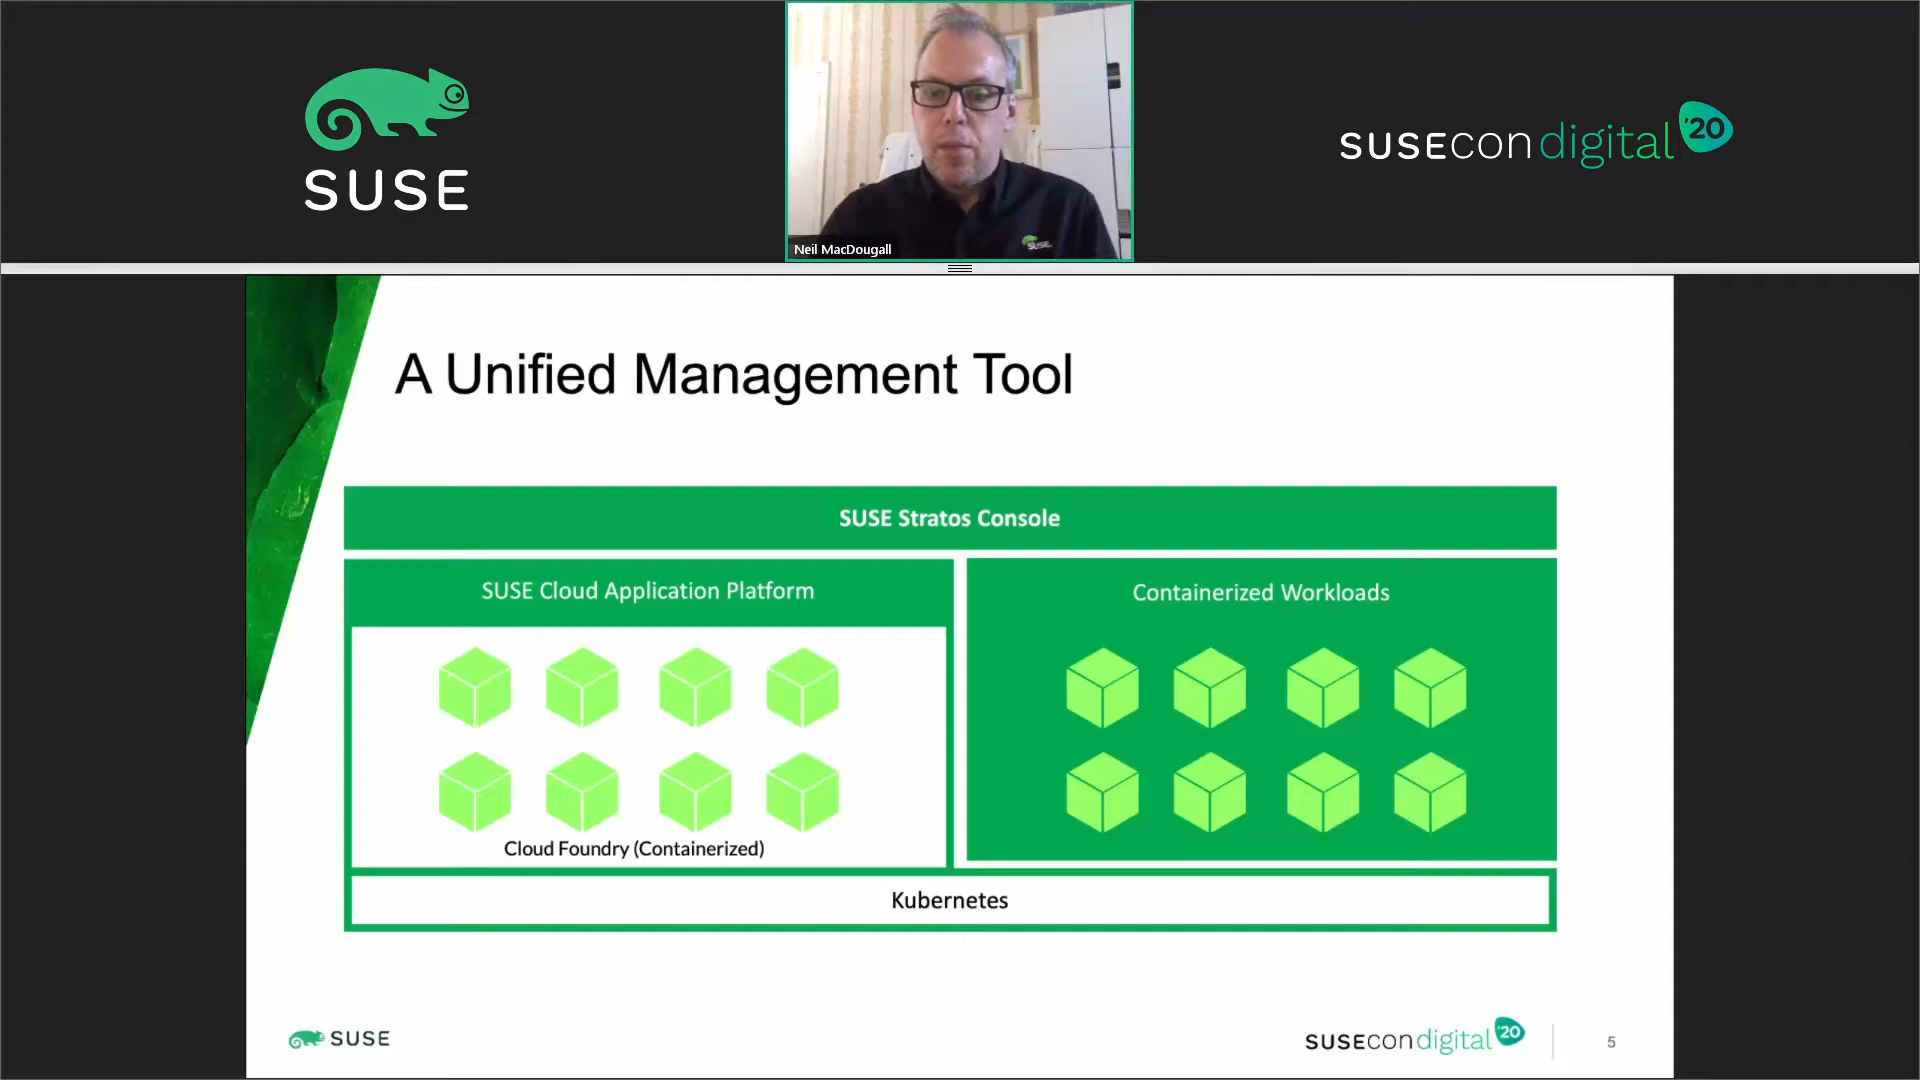 SUSE
Neil MacDougall
SUSE
SUSEcon digital '20
A Unified Management Tool
SUSE Stratos Console
SUSE Cloud Application Platform
Containerized Workloads
Cloud Foundry (Containerized)
Kubernetes
SUSE
SUSEcon digital '20
5